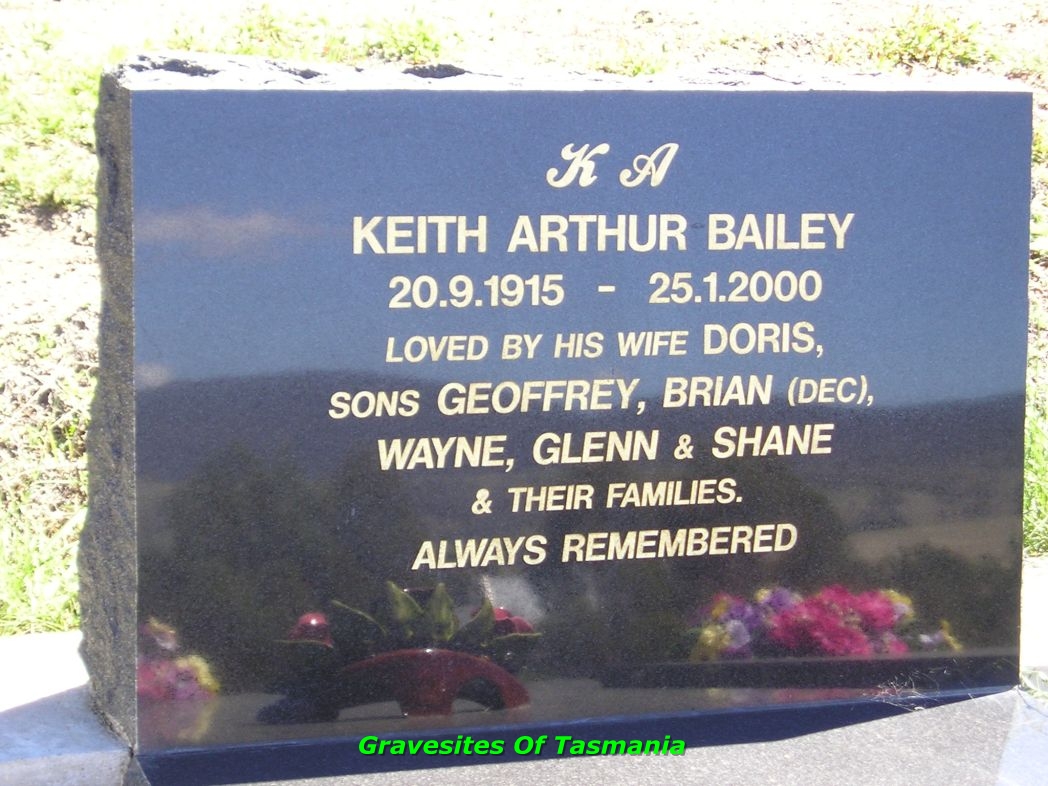 K A
KEITH ARTHUR BAILEY
20.9.1915 - 25.1.2000
LOVED BY HIS WIFE DORIS,
SONS GEOFFREY, BRIAN (DEC),
WAYNE, GLENN & SHANE
& THEIR FAMILIES.
ALWAYS REMEMBERED
Gravesites Of Tasmania